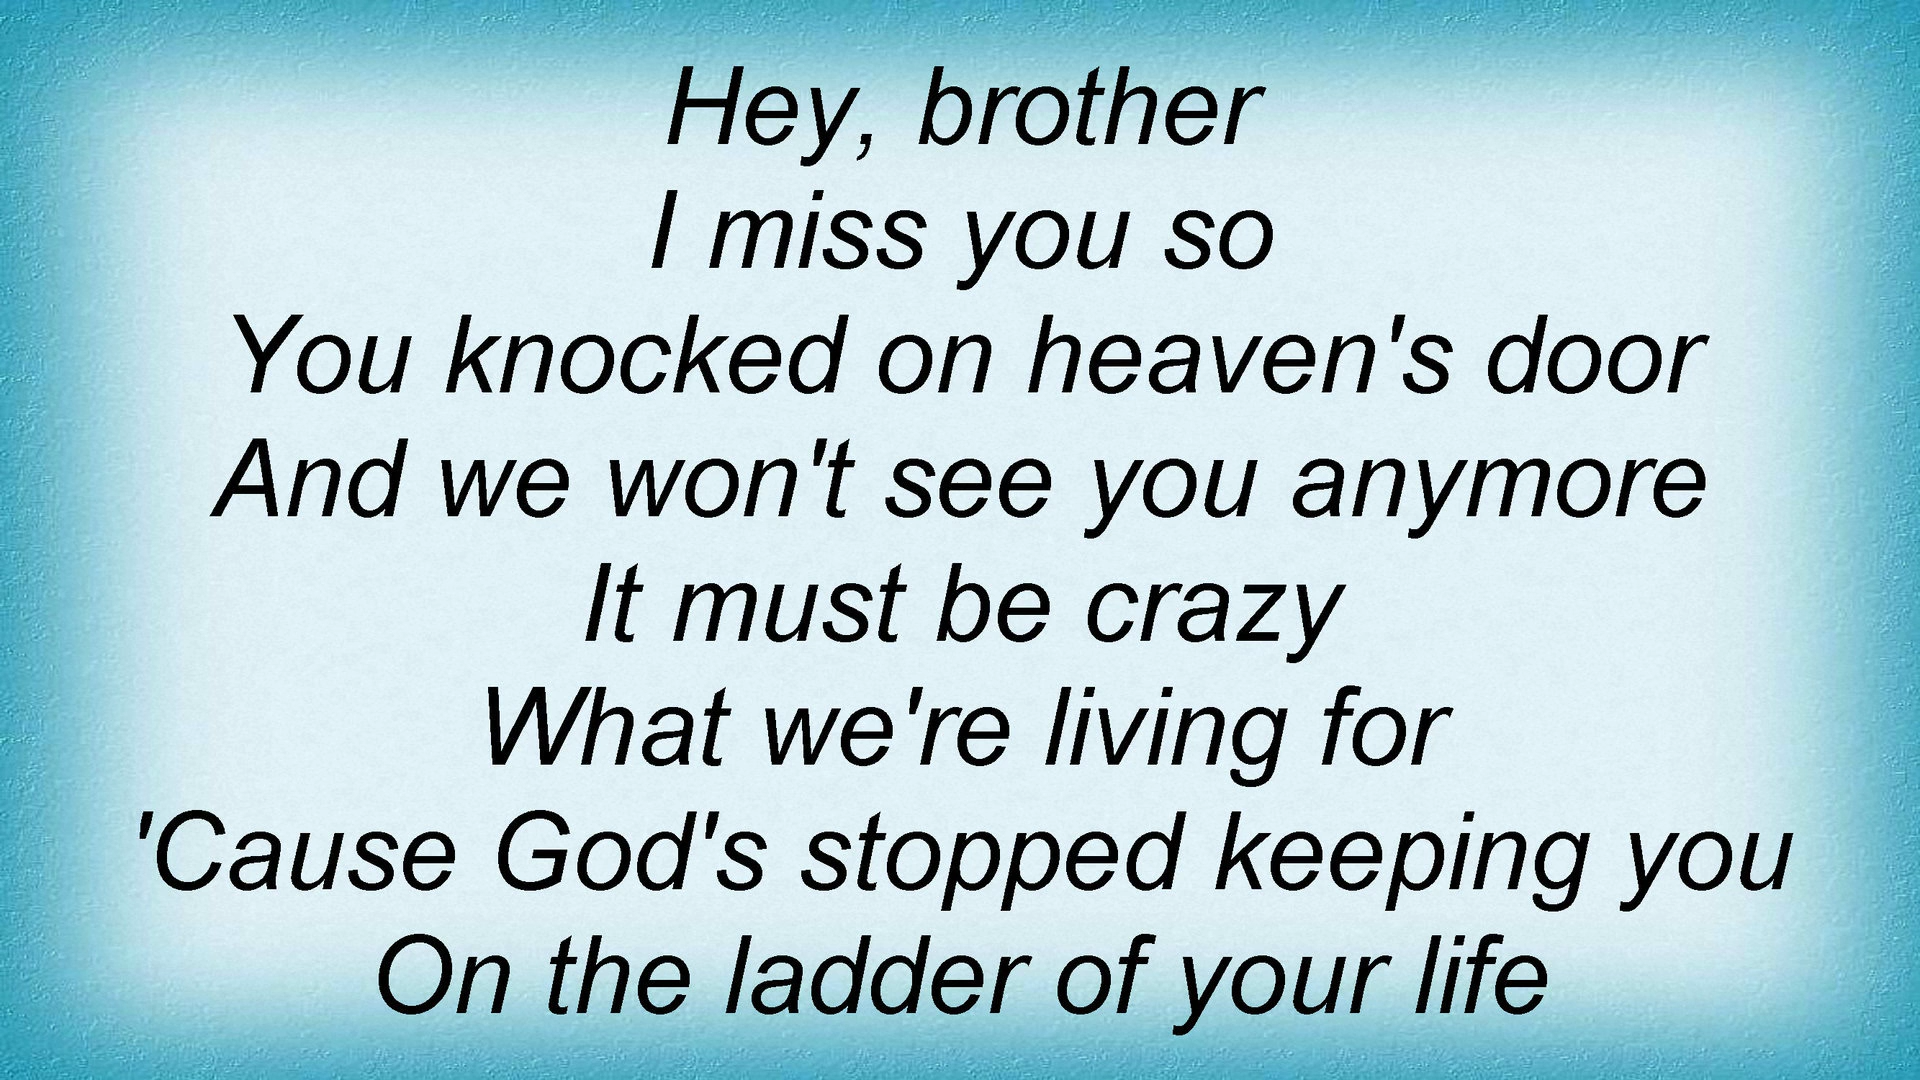 Hey, brother
I miss you so
You knocked on heaven's door
And we won't see you anymore
It must be crazy
What we're living for
'Cause God's stopped keeping you
On the ladder of your life